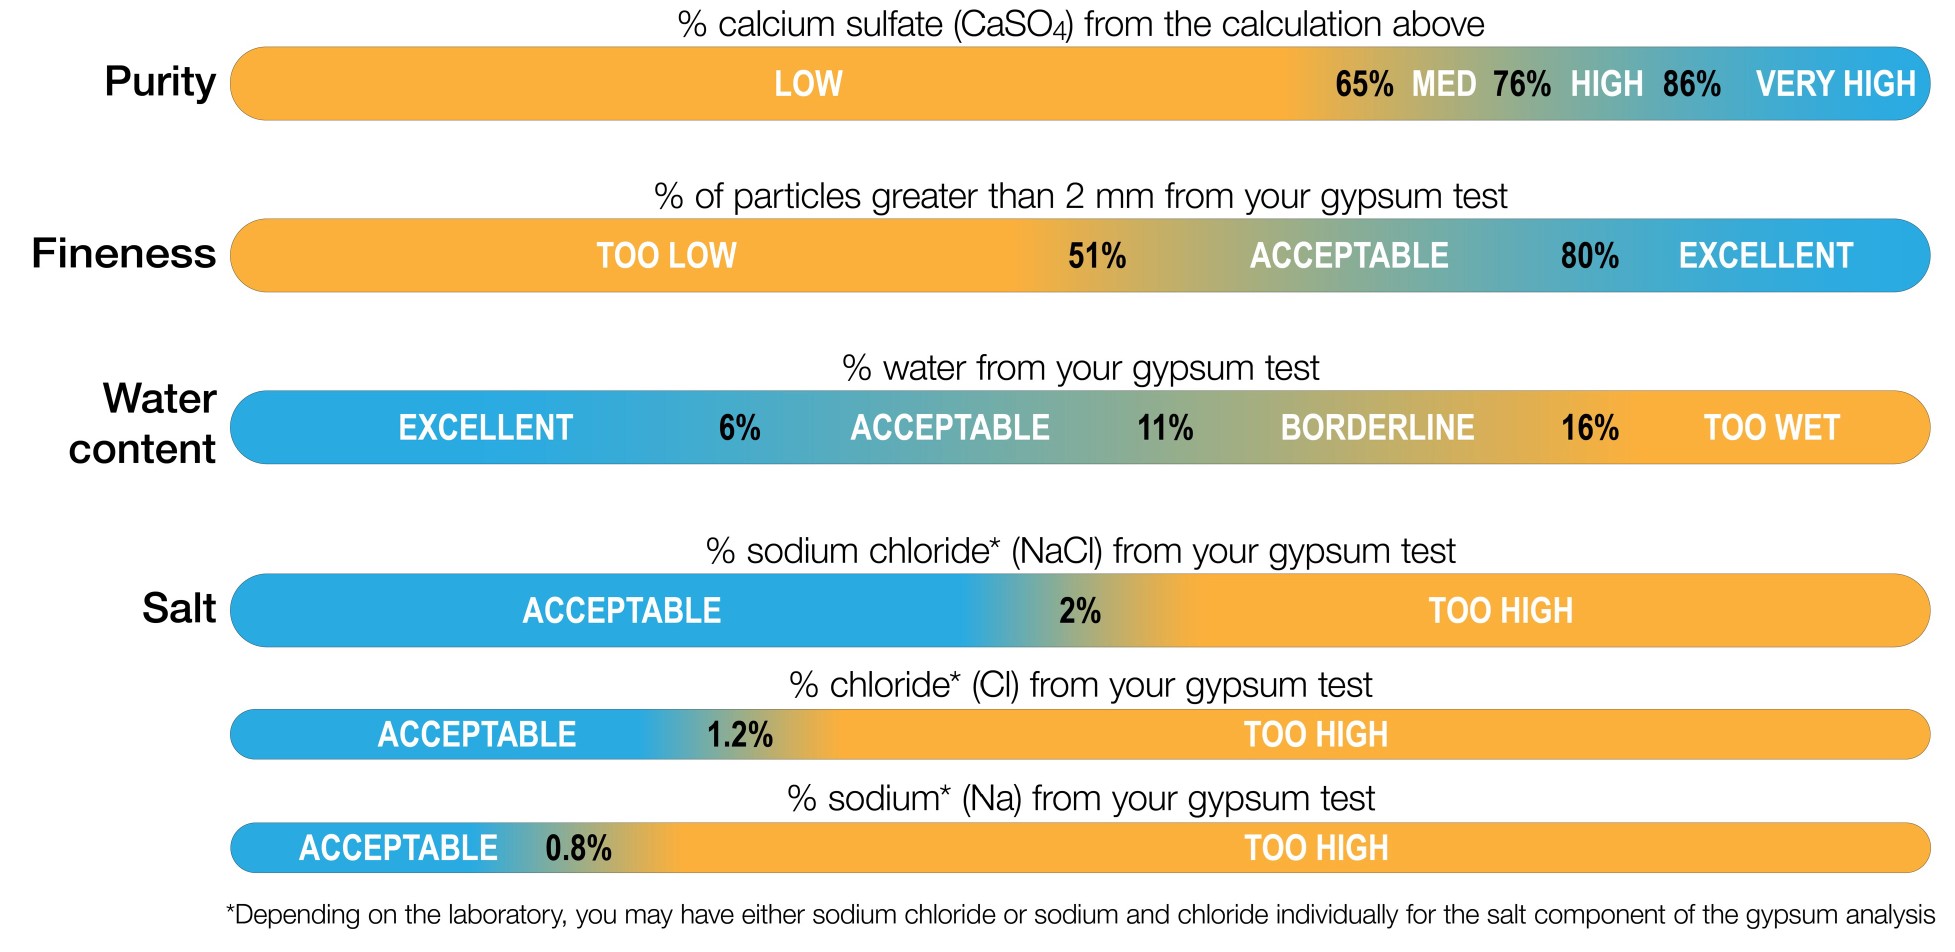 % calcium sulfate (CaSO₄) from the calculation above
Purity LOW 65% MED 76% HIGH 86% VERY HIGH
% of particles greater than 2 mm from your gypsum test
Fineness TOO LOW 51% ACCEPTABLE 80% EXCELLENT
% water from your gypsum test
Water
content
EXCELLENT 6% ACCEPTABLE 11% BORDERLINE 16% TOO WET
% sodium chloride* (NaCl) from your gypsum test
Salt ACCEPTABLE 2% TOO HIGH
% chloride* (Cl) from your gypsum test
ACCEPTABLE 1.2% TOO HIGH
% sodium* (Na) from your gypsum test
ACCEPTABLE 0.8% TOO HIGH
*Depending on the laboratory, you may have either sodium chloride or sodium and chloride individually for the salt component of the gypsum analysis